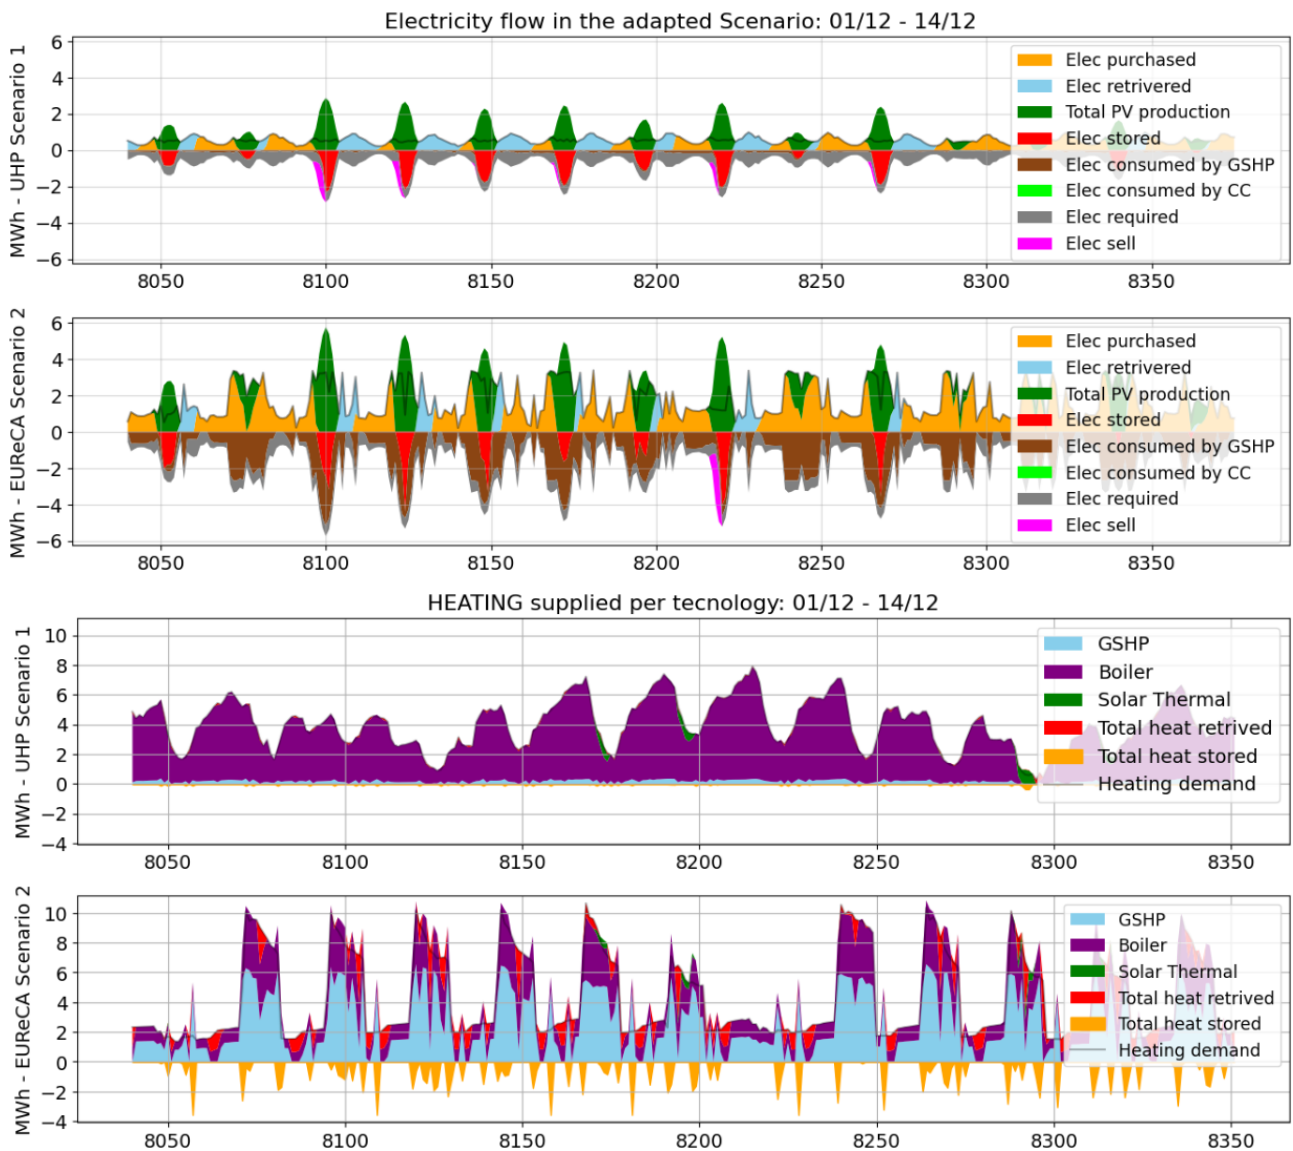 Electricity flow in the adapted Scenario: 01/12 - 14/12
MWh - UHP Scenario 1
6
4
2
0
−2
−4
−6
8050 8100 8150 8200 8250 8300 8350
Elec purchased
Elec retrivered
Total PV production
Elec stored
Elec consumed by GSHP
Elec consumed by CC
Elec required
Elec sell
MWh - EUReCA Scenario 2
6
4
2
0
−2
−4
−6
8050 8100 8150 8200 8250 8300 8350
Elec purchased
Elec retrivered
Total PV production
Elec stored
Elec consumed by GSHP
Elec consumed by CC
Elec required
Elec sell
HEATING supplied per tecnology: 01/12 - 14/12
MWh - UHP Scenario 1
10
8
6
4
2
0
−2
−4
8050 8100 8150 8200 8250 8300 8350
GSHP
Boiler
Solar Thermal
Total heat retrived
Total heat stored
Heating demand
MWh - EUReCA Scenario 2
10
8
6
4
2
0
−2
−4
8050 8100 8150 8200 8250 8300 8350
GSHP
Boiler
Solar Thermal
Total heat retrived
Total heat stored
Heating demand